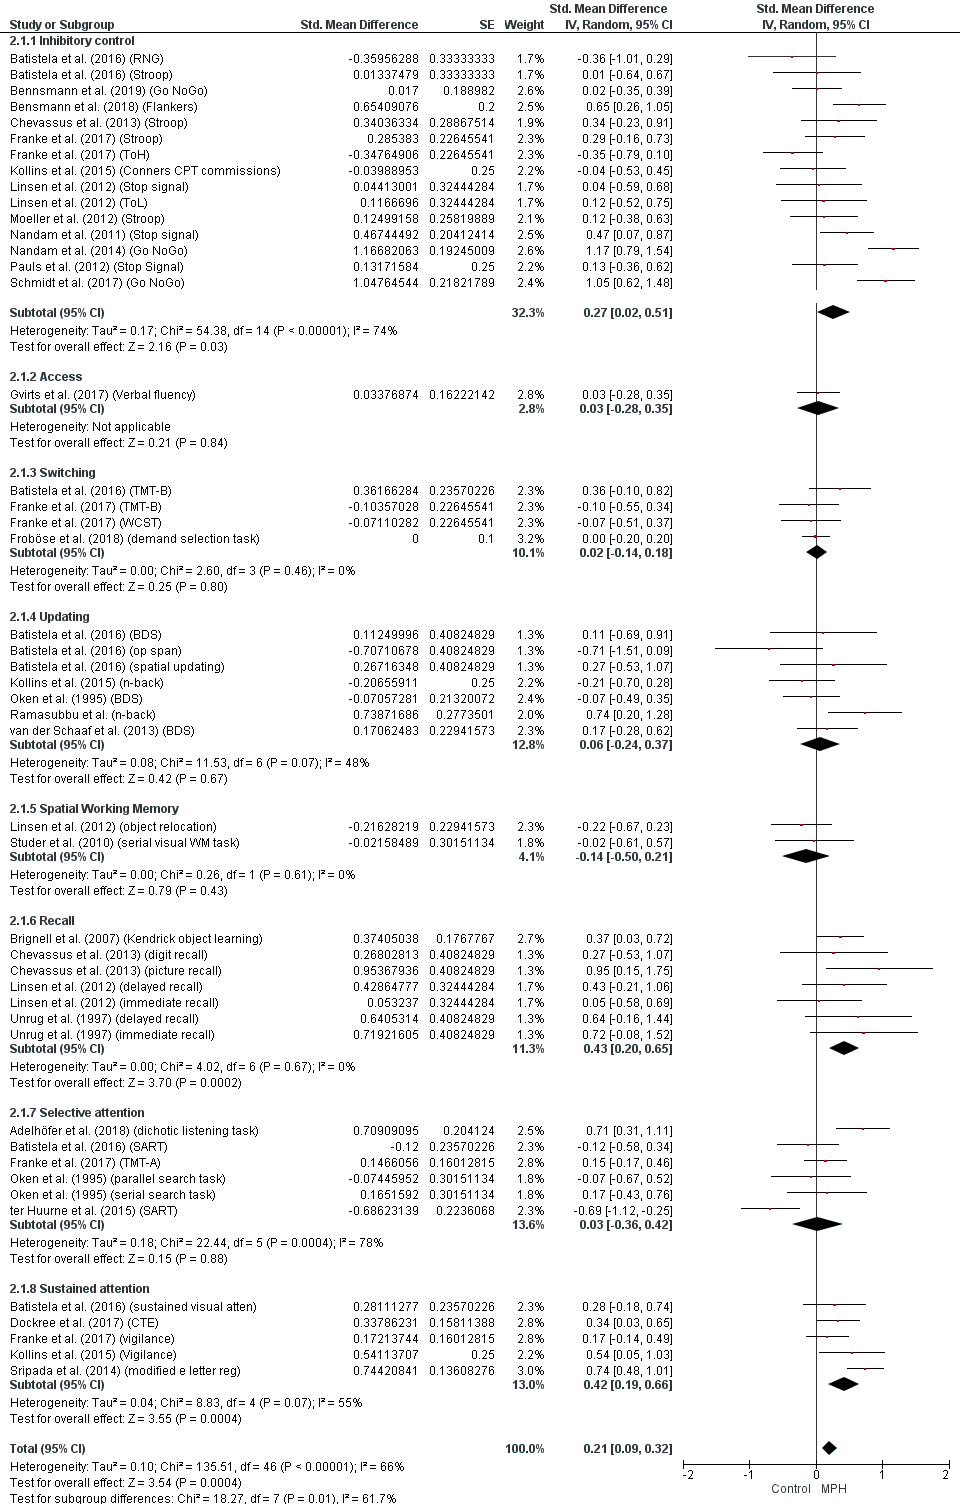 Std. Mean Difference Std. Mean Difference
Study or Subgroup Std. Mean Difference SE Weight IV, Random, 95% CI IV, Random, 95% CI
2.1.1 Inhibitory control
Batistela et al. (2016) (RNG) -0.35956288 0.33333333 1.7% -0.36 [-1.01, 0.29]
Batistela et al. (2016) (Stroop) 0.01337479 0.33333333 1.7% 0.01 [-0.64, 0.67]
Bennsmann et al. (2019) (Go NoGo) 0.017 0.188982 2.6% 0.02 [-0.35, 0.39]
Bensmann et al. (2018) (Flankers) 0.65409076 0.2 2.6% 0.65 [0.26, 1.05]
Chevassus et al. (2013) (Stroop) 0.34036334 0.28867514 1.9% 0.34 [-0.23, 0.91]
Franke et al. (2017) (Stroop) 0.285383 0.22645541 2.3% 0.29 [-0.16, 0.73]
Franke et al. (2017) (ToH) -0.34764906 0.22645541 2.3% -0.35 [-0.79, 0.10]
Kollins et al. (2015) (Conners CPT commissions) -0.03988953 0.25 2.2% -0.04 [-0.53, 0.45]
Linsen et al. (2012) (Stop signal) 0.04413001 0.32444284 1.7% 0.04 [-0.59, 0.68]
Linsen et al. (2012) (ToL) 0.1166696 0.32444284 1.7% 0.12 [-0.52, 0.75]
Moeller et al. (2012) (Stroop) 0.12499158 0.25819889 2.1% 0.12 [-0.38, 0.63]
Nandam et al. (2011) (Stop signal) 0.46744492 0.20412414 2.5% 0.47 [0.07, 0.87]
Nandam et al. (2014) (Go NoGo) 1.16682063 0.19245009 2.6% 1.17 [0.79, 1.54]
Pauls et al. (2012) (Stop Signal) 0.13171584 0.25 2.2% 0.13 [-0.36, 0.62]
Schmidt et al. (2017) (Go NoGo) 1.04764544 0.21821789 2.4% 1.05 [0.62, 1.48]
Subtotal (95% CI) 32.3% 0.27 [0.02, 0.51]
Heterogeneity: Tau² = 0.17; Chi² = 54.38, df = 14 (P < 0.00001); I² = 74%
Test for overall effect: Z = 2.16 (P = 0.03)
2.1.2 Access
Gvirts et al. (2017) (Verbal fluency) 0.03376874 0.16222142 2.8% 0.03 [-0.28, 0.35]
Subtotal (95% CI) 2.8% 0.03 [-0.28, 0.35]
Heterogeneity: Not applicable
Test for overall effect: Z = 0.21 (P = 0.84)
2.1.3 Switching
Batistela et al. (2016) (TMT-B) 0.36166284 0.23570226 2.3% 0.36 [-0.10, 0.82]
Franke et al. (2017) (TMT-B) -0.10357028 0.22645541 2.3% -0.10 [-0.55, 0.34]
Franke et al. (2017) (WCST) -0.07110282 0.22645541 2.3% -0.07 [-0.51, 0.37]
Froböse et al. (2018) (demand selection task) 0 0.1 3.2% 0.00 [-0.20, 0.20]
Subtotal (95% CI) 10.1% 0.02 [-0.14, 0.18]
Heterogeneity: Tau² = 0.00; Chi² = 2.60, df = 3 (P = 0.46); I² = 0%
Test for overall effect: Z = 0.25 (P = 0.80)
2.1.4 Updating
Batistela et al. (2016) (BDS) 0.11249996 0.40824829 1.3% 0.11 [-0.69, 0.91]
Batistela et al. (2016) (op span) -0.70710678 0.40824829 1.3% -0.71 [-1.51, 0.09]
Batistela et al. (2016) (spatial updating) 0.26716348 0.40824829 1.3% 0.27 [-0.53, 1.07]
Kollins et al. (2015) (n-back) -0.20655911 0.25 2.2% -0.21 [-0.70, 0.28]
Oken et al. (1995) (BDS) -0.07057281 0.21320072 2.4% -0.07 [-0.49, 0.35]
Ramasubbu et al. (n-back) 0.73871686 0.2773501 2.0% 0.74 [0.20, 1.28]
van der Schaaf et al. (2013) (BDS) 0.17062483 0.22941573 2.3% 0.17 [-0.28, 0.62]
Subtotal (95% CI) 12.8% 0.06 [-0.24, 0.37]
Heterogeneity: Tau² = 0.08; Chi² = 11.53, df = 6 (P = 0.07); I² = 48%
Test for overall effect: Z = 0.42 (P = 0.67)
2.1.5 Spatial Working Memory
Linsen et al. (2012) (object relocation) -0.21628219 0.22941573 2.3% -0.22 [-0.67, 0.23]
Studer et al. (2010) (serial visual WM task) -0.02158489 0.30151134 1.8% -0.02 [-0.61, 0.57]
Subtotal (95% CI) 4.1% -0.14 [-0.50, 0.21]
Heterogeneity: Tau² = 0.00; Chi² = 0.26, df = 1 (P = 0.61); I² = 0%
Test for overall effect: Z = 0.79 (P = 0.43)
2.1.6 Recall
Brignell et al. (2007) (Kendrick object learning) 0.37405038 0.1767767 2.7% 0.37 [0.03, 0.72]
Chevassus et al. (2013) (digit recall) 0.26802813 0.40824829 1.3% 0.27 [-0.53, 1.07]
Chevassus et al. (2013) (picture recall) 0.95367936 0.40824829 1.3% 0.95 [0.15, 1.75]
Linsen et al. (2012) (delayed recall) 0.42864777 0.32444284 1.7% 0.43 [-0.21, 1.06]
Linsen et al. (2012) (immediate recall) 0.053237 0.32444284 1.7% 0.05 [-0.58, 0.69]
Unrug et al. (1997) (delayed recall) 0.6405314 0.40824829 1.3% 0.64 [-0.16, 1.44]
Unrug et al. (1997) (immediate recall) 0.71921605 0.40824829 1.3% 0.72 [-0.08, 1.52]
Subtotal (95% CI) 11.3% 0.43 [0.20, 0.65]
Heterogeneity: Tau² = 0.00; Chi² = 4.02, df = 6 (P = 0.67); I² = 0%
Test for overall effect: Z = 3.70 (P = 0.0002)
2.1.7 Selective attention
Adelhöfer et al. (2018) (dichotic listening task) 0.70909095 0.204124 2.5% 0.71 [0.31, 1.11]
Batistela et al. (2016) (SART) -0.12 0.23570226 2.3% -0.12 [-0.58, 0.34]
Franke et al. (2017) (TMT-A) 0.1466056 0.16012815 2.8% 0.15 [-0.17, 0.46]
Oken et al. (1995) (parallel search task) -0.07445952 0.30151134 1.8% -0.07 [-0.67, 0.52]
Oken et al. (1995) (serial search task) 0.1651592 0.30151134 1.8% 0.17 [-0.43, 0.76]
ter Huurne et al. (2015) (SART) -0.68623139 0.2236068 2.3% -0.69 [-1.12, -0.25]
Subtotal (95% CI) 13.6% 0.03 [-0.36, 0.42]
Heterogeneity: Tau² = 0.18; Chi² = 22.44, df = 5 (P = 0.0004); I² = 78%
Test for overall effect: Z = 0.15 (P = 0.88)
2.1.8 Sustained attention
Batistela et al. (2016) (sustained visual atten) 0.28111277 0.23570226 2.3% 0.28 [-0.18, 0.74]
Dockree et al. (2017) (CTE) 0.33786231 0.15811388 2.8% 0.34 [0.03, 0.65]
Franke et al. (2017) (vigilance) 0.17213744 0.16012815 2.8% 0.17 [-0.14, 0.49]
Kollins et al. (2015) (Vigilance) 0.54113707 0.25 2.2% 0.54 [0.05, 1.03]
Sripada et al. (2014) (modified e letter reg) 0.74420841 0.13608276 3.0% 0.74 [0.48, 1.01]
Subtotal (95% CI) 13.0% 0.42 [0.19, 0.66]
Heterogeneity: Tau² = 0.04; Chi² = 8.83, df = 4 (P = 0.07); I² = 55%
Test for overall effect: Z = 3.55 (P = 0.0004)
Total (95% CI) 100.0% 0.21 [0.09, 0.32]
Heterogeneity: Tau² = 0.10; Chi² = 135.51, df = 46 (P < 0.00001); I² = 66%
Test for overall effect: Z = 3.54 (P = 0.0004)
Test for subgroup differences: Chi² = 18.27, df = 7 (P = 0.01), I² = 61.7%
-2 -1 0 1 2
Control MPH